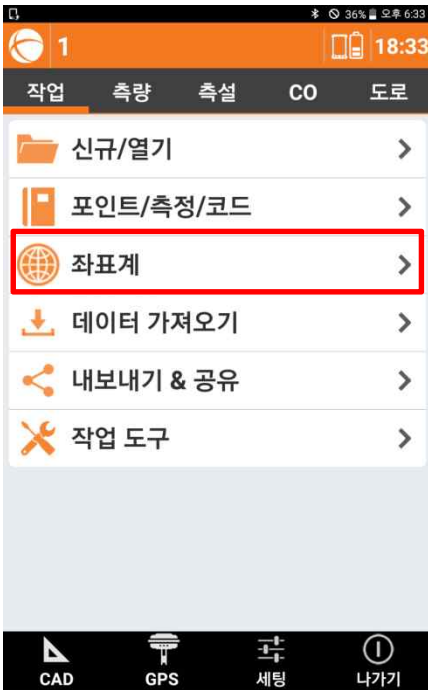 36% 오후 6:33
1 18:33
작업 측량 측설 CO 도로
신규/열기
포인트/측정/코드
좌표계
데이터 가져오기
내보내기 & 공유
작업 도구
CAD GPS 세팅 나가기